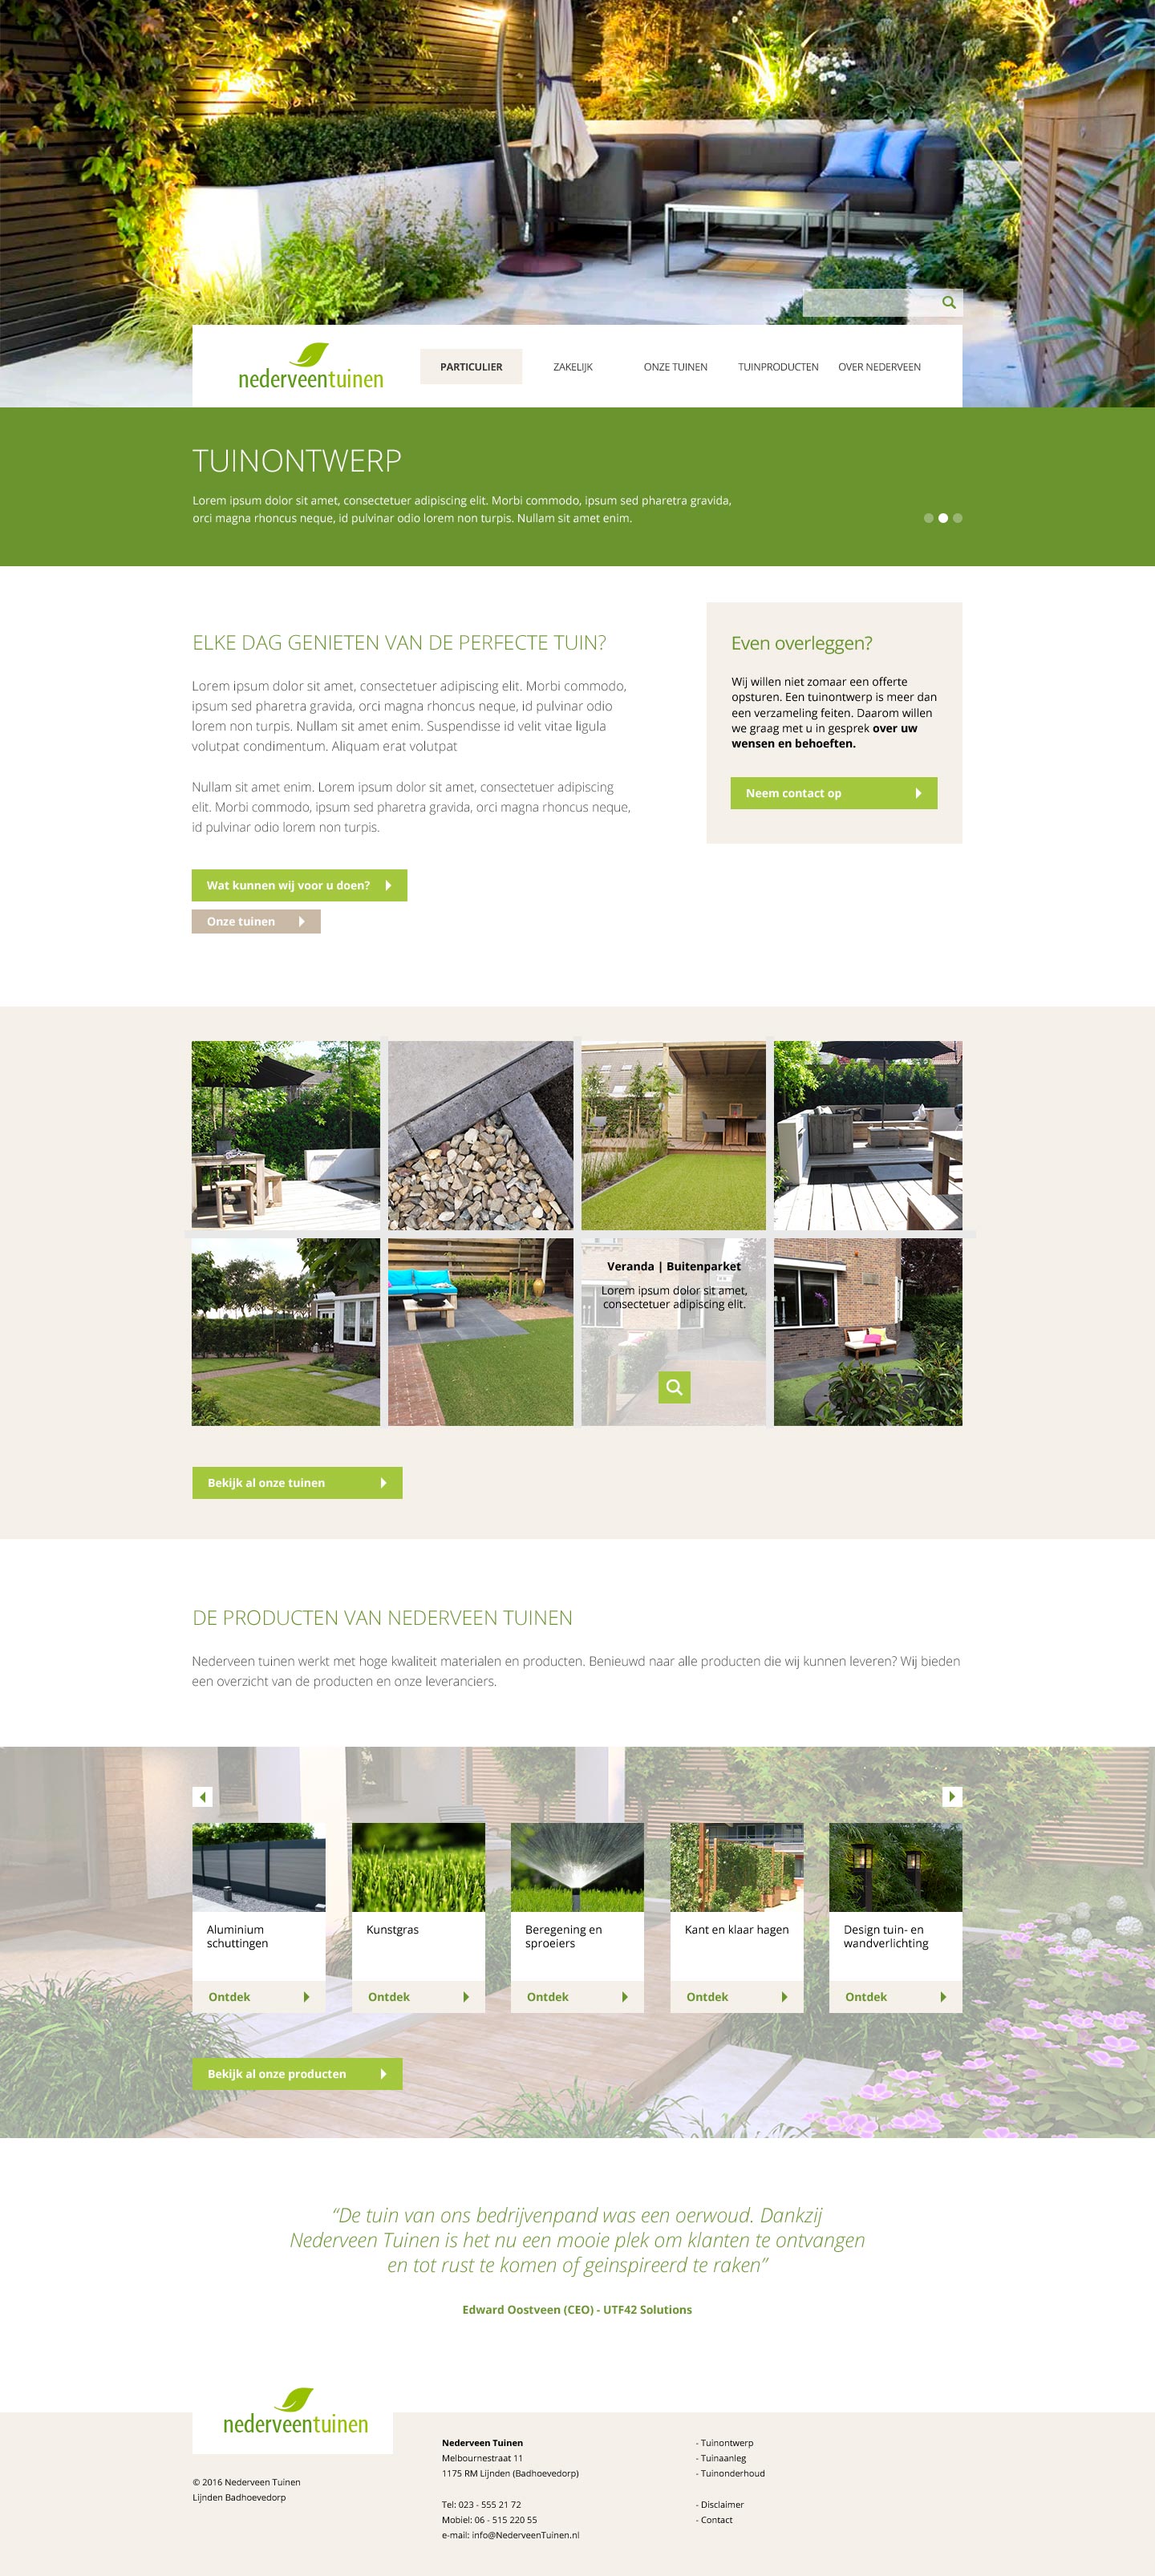 nederveentuinen
PARTICULIER
ZAKELIJK
ONZE TUINEN
TUINPRODUCTEN
OVER NEDERVEEN
TUINONTWERP
Lorem ipsum dolor sit amet, consectetuer adipiscing elit. Morbi commodo, ipsum sed pharetra gravida,
orci magna rhoncus neque, id pulvinar odio lorem non turpis. Nullam sit amet enim.
ELKE DAG GENIETEN VAN DE PERFECTE TUIN?
Lorem ipsum dolor sit amet, consectetuer adipiscing elit. Morbi commodo,
ipsum sed pharetra gravida, orci magna rhoncus neque, id pulvinar odio
lorem non turpis. Nullam sit amet enim. Suspendisse id velit vitae ligula
volutpat condimentum. Aliquam erat volutpat
Nullam sit amet enim. Lorem ipsum dolor sit amet, consectetuer adipiscing
elit. Morbi commodo, ipsum sed pharetra gravida, orci magna rhoncus neque,
id pulvinar odio lorem non turpis.
Wat kunnen wij voor u doen?
Onze tuinen
Even overleggen?
Wij willen niet zomaar een offerte
opsturen. Een tuinontwerp is meer dan
een verzameling feiten. Daarom willen
we graag met u in gesprek over uw
wensen en behoeften.
Neem contact op
Veranda | Buitenparket
Lorem ipsum dolor sit amet,
consectetuer adipiscing elit.
Bekijk al onze tuinen
DE PRODUCTEN VAN NEDERVEEN TUINEN
Nederveen tuinen werkt met hoge kwaliteit materialen en producten. Benieuwd naar alle producten die wij kunnen leveren? Wij bieden
een overzicht van de producten en onze leveranciers.
Aluminium
schuttingen
Ontdek
Kunstgras
Ontdek
Beregening en
sproeiers
Ontdek
Kant en klaar hagen
Ontdek
Design tuin- en
wandverlichting
Ontdek
Bekijk al onze producten
“De tuin van ons bedrijvenpand was een oerwoud. Dankzij
Nederveen Tuinen is het nu een mooie plek om klanten te ontvangen
en tot rust te komen of geinspireerd te raken”
Edward Oostveen (CEO) - UTF42 Solutions
nederveentuinen
© 2016 Nederveen Tuinen
Lijnden Badhoevedorp
Nederveen Tuinen
Melbournestraat 11
1175 RM Lijnden (Badhoevedorp)
Tel: 023 - 555 21 72
Mobiel: 06 - 515 220 55
e-mail: info@NederveenTuinen.nl
- Tuinontwerp
- Tuinaanleg
- Tuinonderhoud
- Disclaimer
- Contact